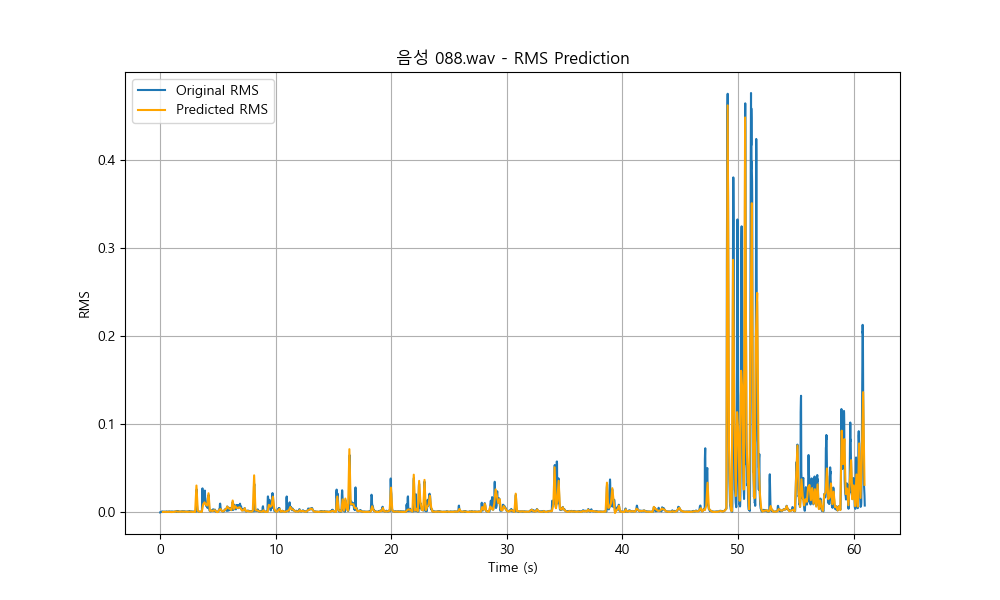 음성 088.wav - RMS Prediction
Original RMS
Predicted RMS
RMS
0.4
0.3
0.2
0.1
0.0
0 10 20 30 40 50 60
Time (s)